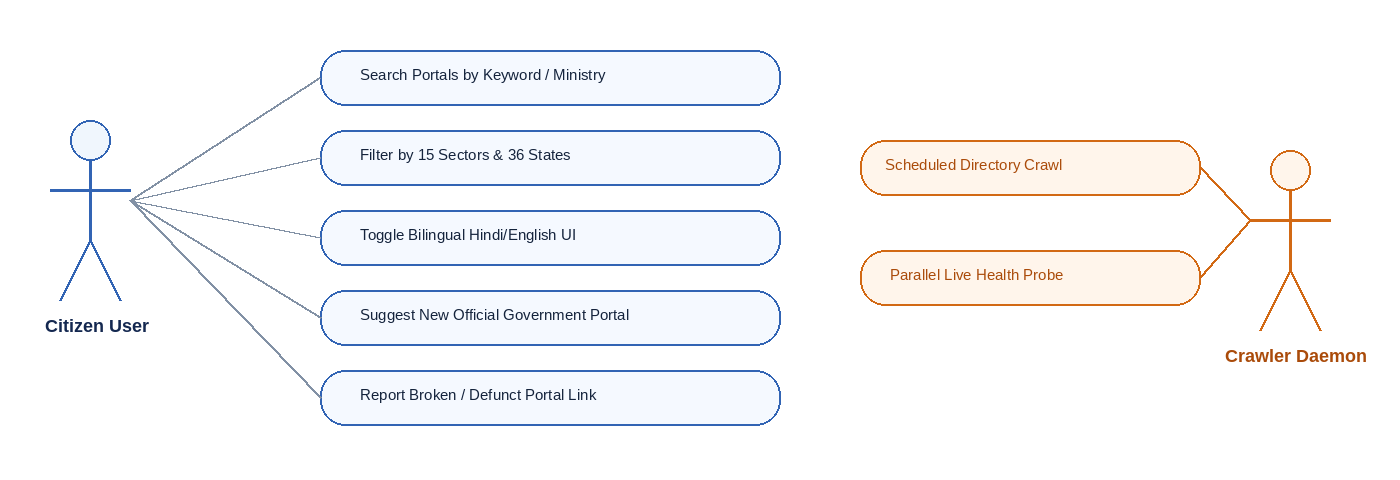 Search Portals by Keyword / Ministry
Filter by 15 Sectors & 36 States
Toggle Bilingual Hindi/English UI
Suggest New Official Government Portal
Report Broken / Defunct Portal Link
Citizen User
Scheduled Directory Crawl
Parallel Live Health Probe
Crawler Daemon